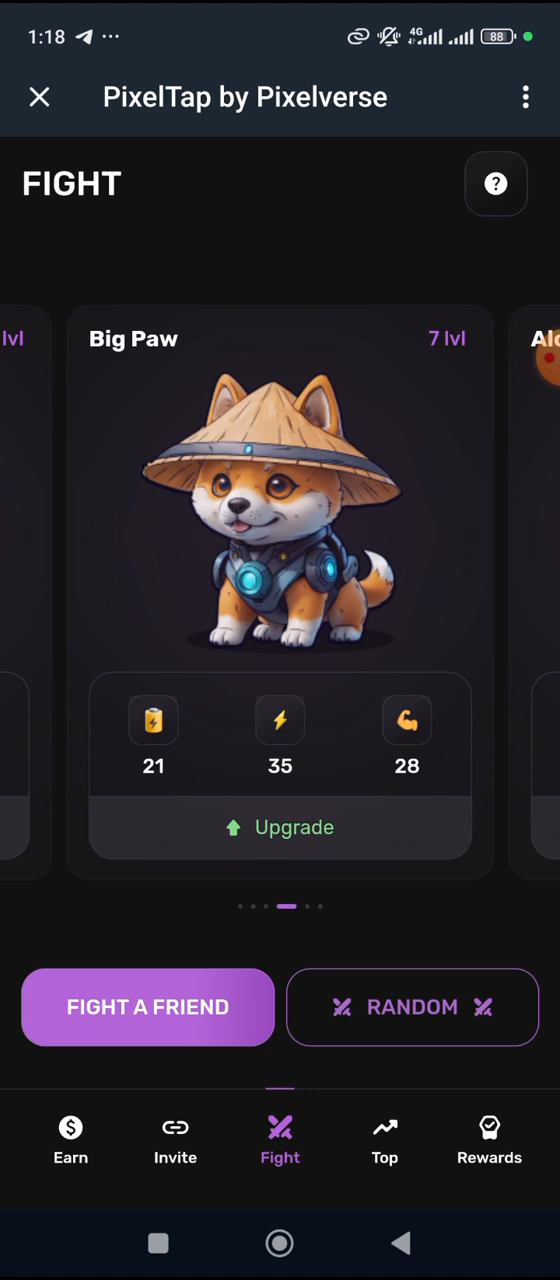 1:18
4G
88
PixelTap by Pixelverse
FIGHT
lvl
Big Paw
7 lvl
21
35
28
Upgrade
FIGHT A FRIEND
RANDOM
Earn
Invite
Fight
Top
Rewards